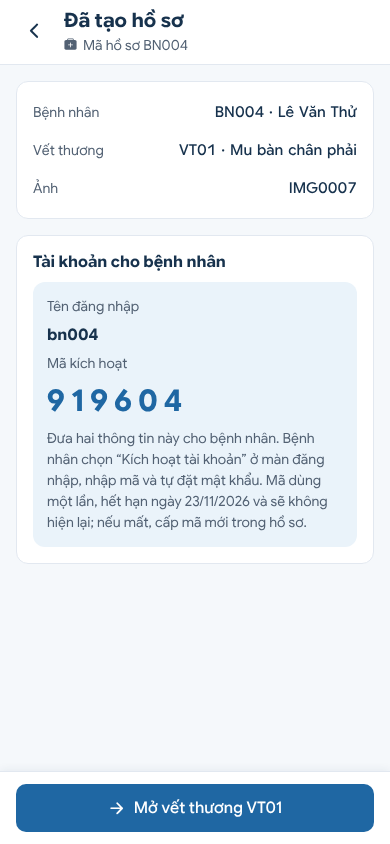 Đã tạo hồ sơ
Mã hồ sơ BN004
Bệnh nhân BN004 · Lê Văn Thử
Vết thương VT01 · Mu bàn chân phải
Ảnh IMG0007
Tài khoản cho bệnh nhân
Tên đăng nhập
bn004
Mã kích hoạt
919604
Đưa hai thông tin này cho bệnh nhân. Bệnh
nhân chọn “Kích hoạt tài khoản” ở màn đăng
nhập, nhập mã và tự đặt mật khẩu. Mã dùng
một lần, hết hạn ngày 23/11/2026 và sẽ không
hiện lại; nếu mất, cấp mã mới trong hồ sơ.
Mở vết thương VT01